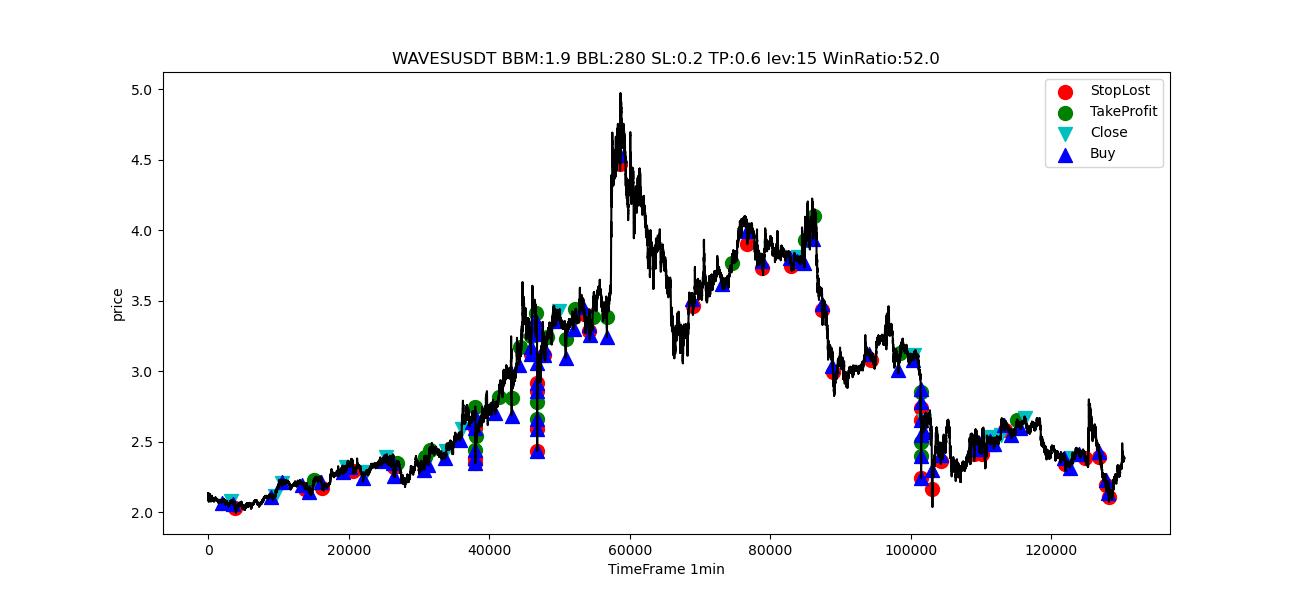 WAVESUSDT BBM:1.9 BBL:280 SL:0.2 TP:0.6 lev:15 WinRatio:52.0
StopLost
TakeProfit
Close
Buy
price
5.0
4.5
4.0
3.5
3.0
2.5
2.0
0 20000 40000 60000 80000 100000 120000
TimeFrame 1min